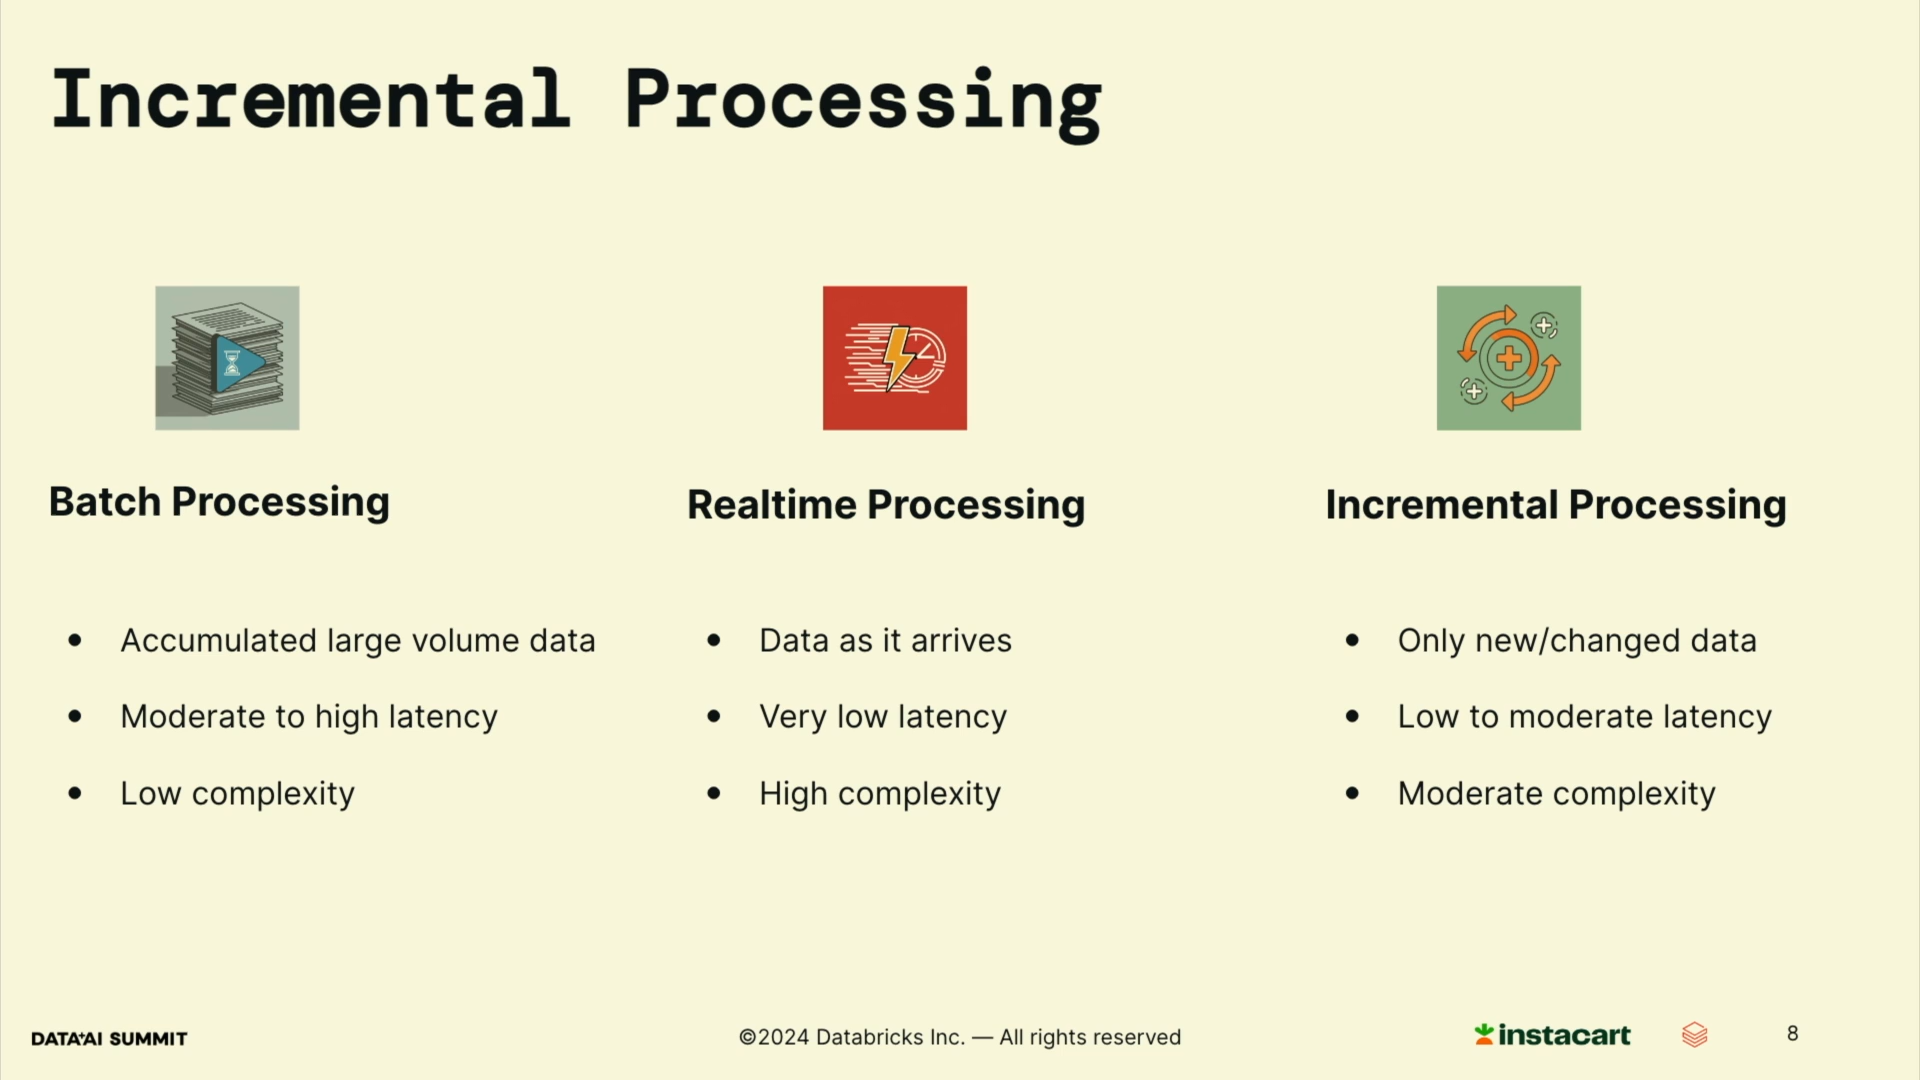 Incremental Processing
Batch Processing
Accumulated large volume data
Moderate to high latency
Low complexity
Realtime Processing
Data as it arrives
Very low latency
High complexity
Incremental Processing
Only new/changed data
Low to moderate latency
Moderate complexity
DATA+AI SUMMIT
©2024 Databricks Inc. — All rights reserved
instacart
8